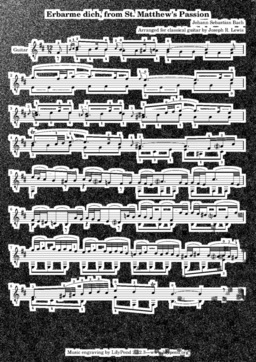 Erbarme dich, from St. Matthew's Passion
Johann Sebastian Bach
Arranged for classical guitar by Joseph R. Lewis
Guitar
Music engraving by LilyPond